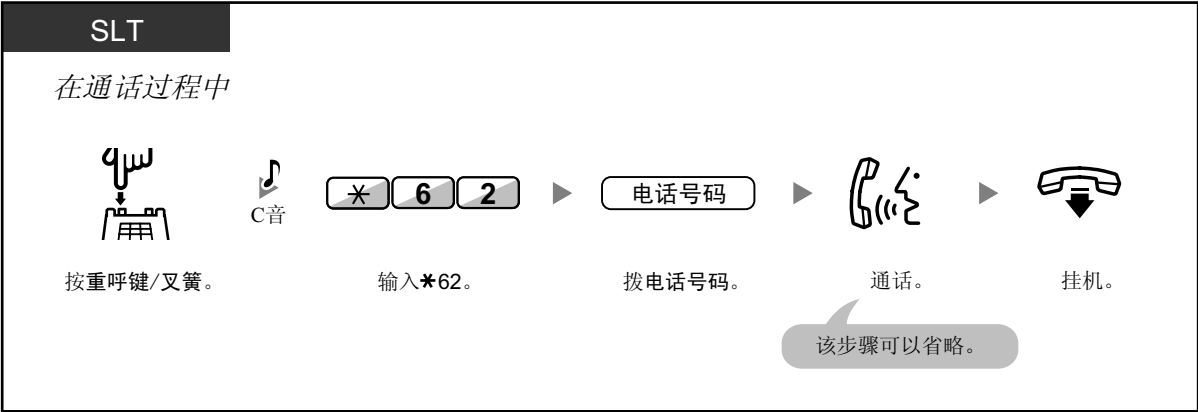 SLT
在通话过程中
C音
* 6 2
电话号码
按重呼键/叉簧。
输入*62。
拨电话号码。
通话。
挂机。
该步骤可以省略。